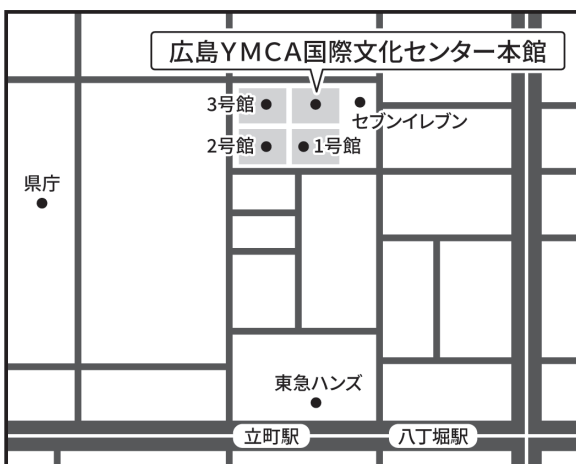 広島YMCA国際文化センター本館
3号館
セブンイレブン
2号館
1号館
県庁
東急ハンズ
立町駅
八丁堀駅